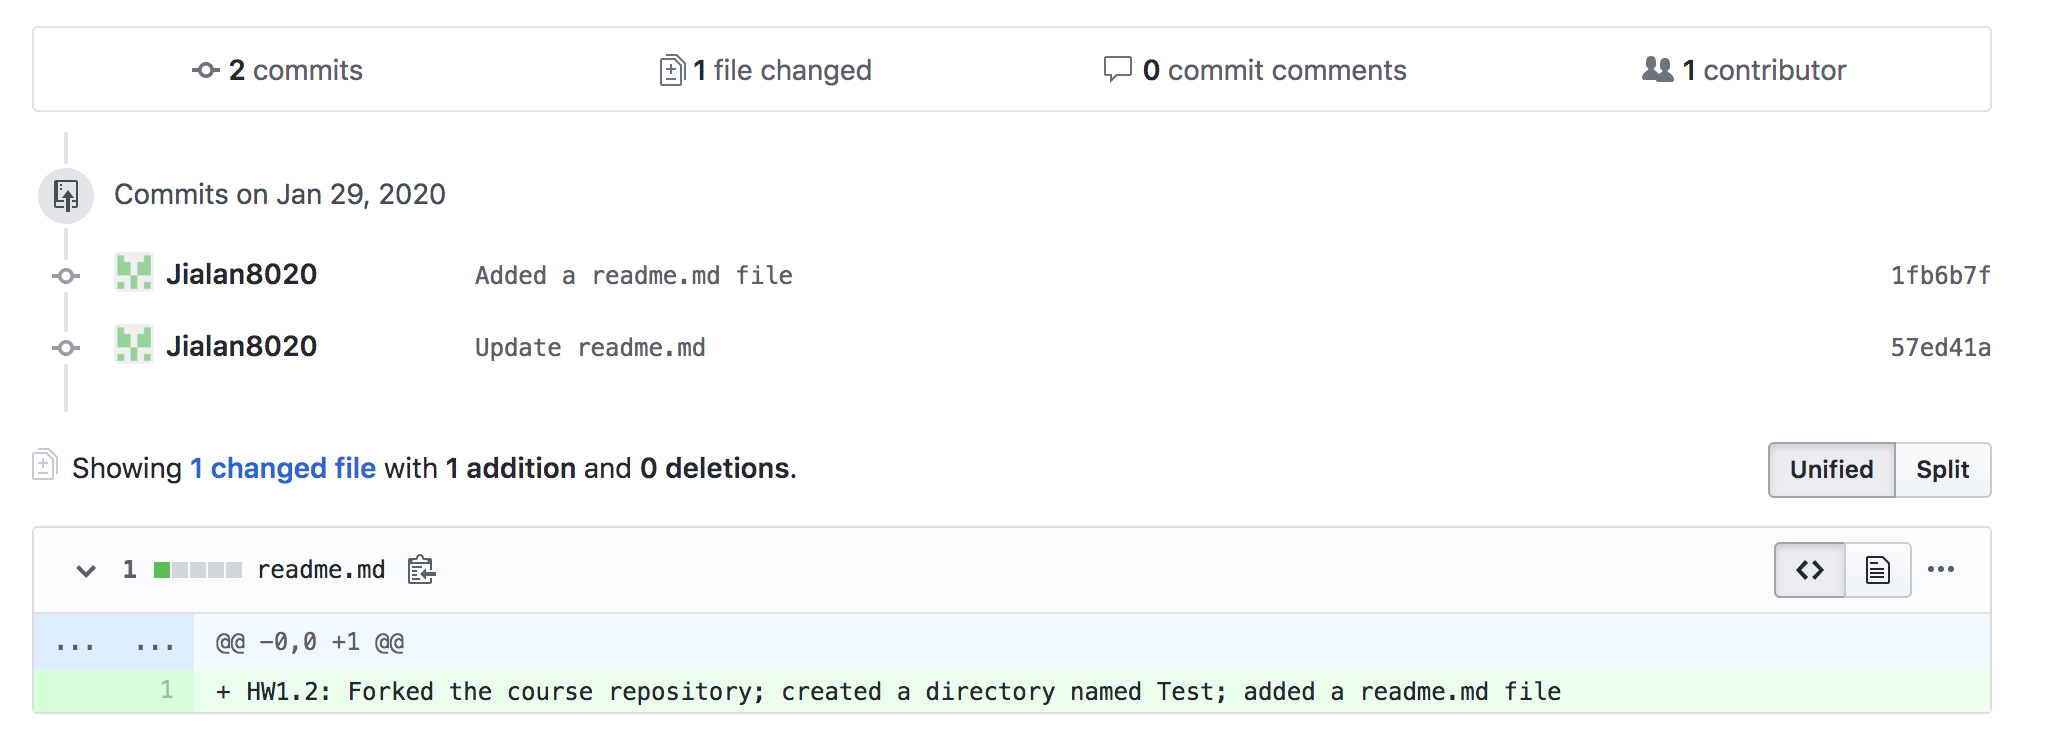 2 commits 1 file changed 0 commit comments 1 contributor
Commits on Jan 29, 2020
Jialan8020 Added a readme.md file 1fb6b7f
Jialan8020 Update readme.md 57ed41a
Showing 1 changed file with 1 addition and 0 deletions. Unified Split
1 readme.md
... ... @@ -0,0 +1 @@
1 + HW1.2: Forked the course repository; created a directory named Test; added a readme.md file